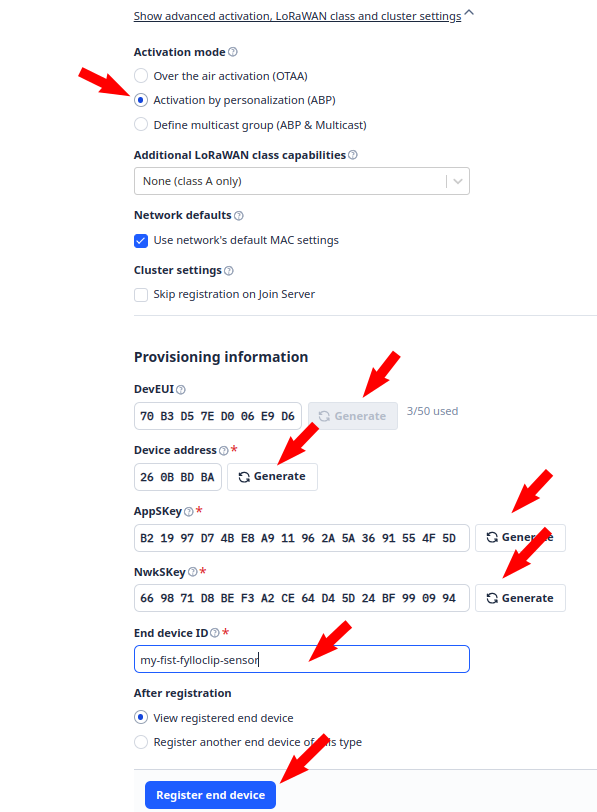 Show advanced activation, LoRaWAN class and cluster settings
Activation mode
Over the air activation (OTAA)
Activation by personalization (ABP)
Define multicast group (ABP & Multicast)
Additional LoRaWAN class capabilities
None (class A only)
Network defaults
Use network's default MAC settings
Cluster settings
Skip registration on Join Server
Provisioning information
DevEUI
70 B3 D5 7E D0 06 E9 D6 Generate 3/50 used
Device address *
26 0B BD BA Generate
AppSKey *
B2 19 97 D7 4B E8 A9 11 96 2A 5A 36 91 55 4F 5D Generate
NwkSKey *
66 98 71 D8 BE F3 A2 CE 64 D4 5D 24 BF 99 09 94 Generate
End device ID *
my-fist-fylloclip-sensor
After registration
View registered end device
Register another end device of this type
Register end device